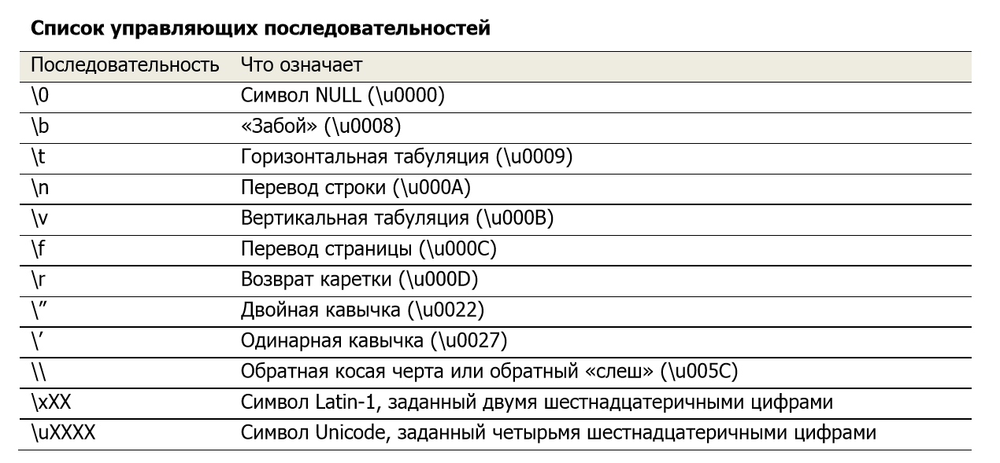 Список управляющих последовательностей
Последовательность Что означает
\0 Символ NULL (\u0000)
\b «Забой» (\u0008)
\t Горизонтальная табуляция (\u0009)
\n Перевод строки (\u000A)
\v Вертикальная табуляция (\u000B)
\f Перевод страницы (\u000C)
\r Возврат каретки (\u000D)
\” Двойная кавычка (\u0022)
\’ Одинарная кавычка (\u0027)
\\ Обратная косая черта или обратный «слеш» (\u005C)
\xXX Символ Latin-1, заданный двумя шестнадцатеричными цифрами
\uXXXX Символ Unicode, заданный четырьмя шестнадцатеричными цифрами